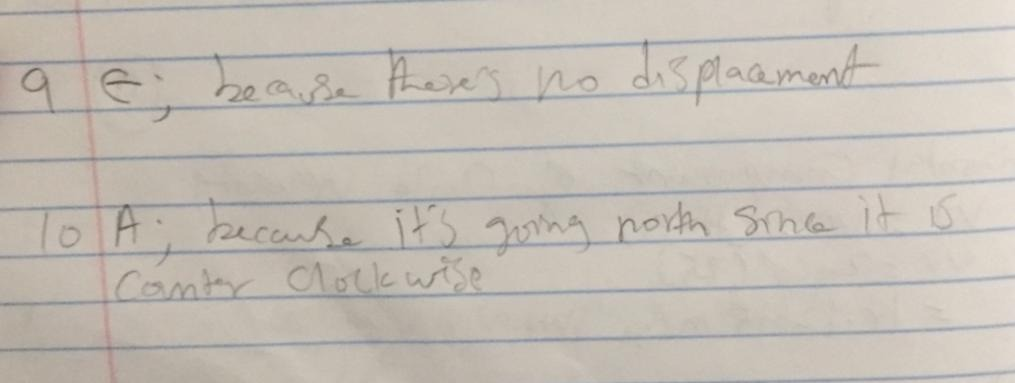 9 E; because there's no displacement
10 A; because it's going north since it is
Counter clockwise